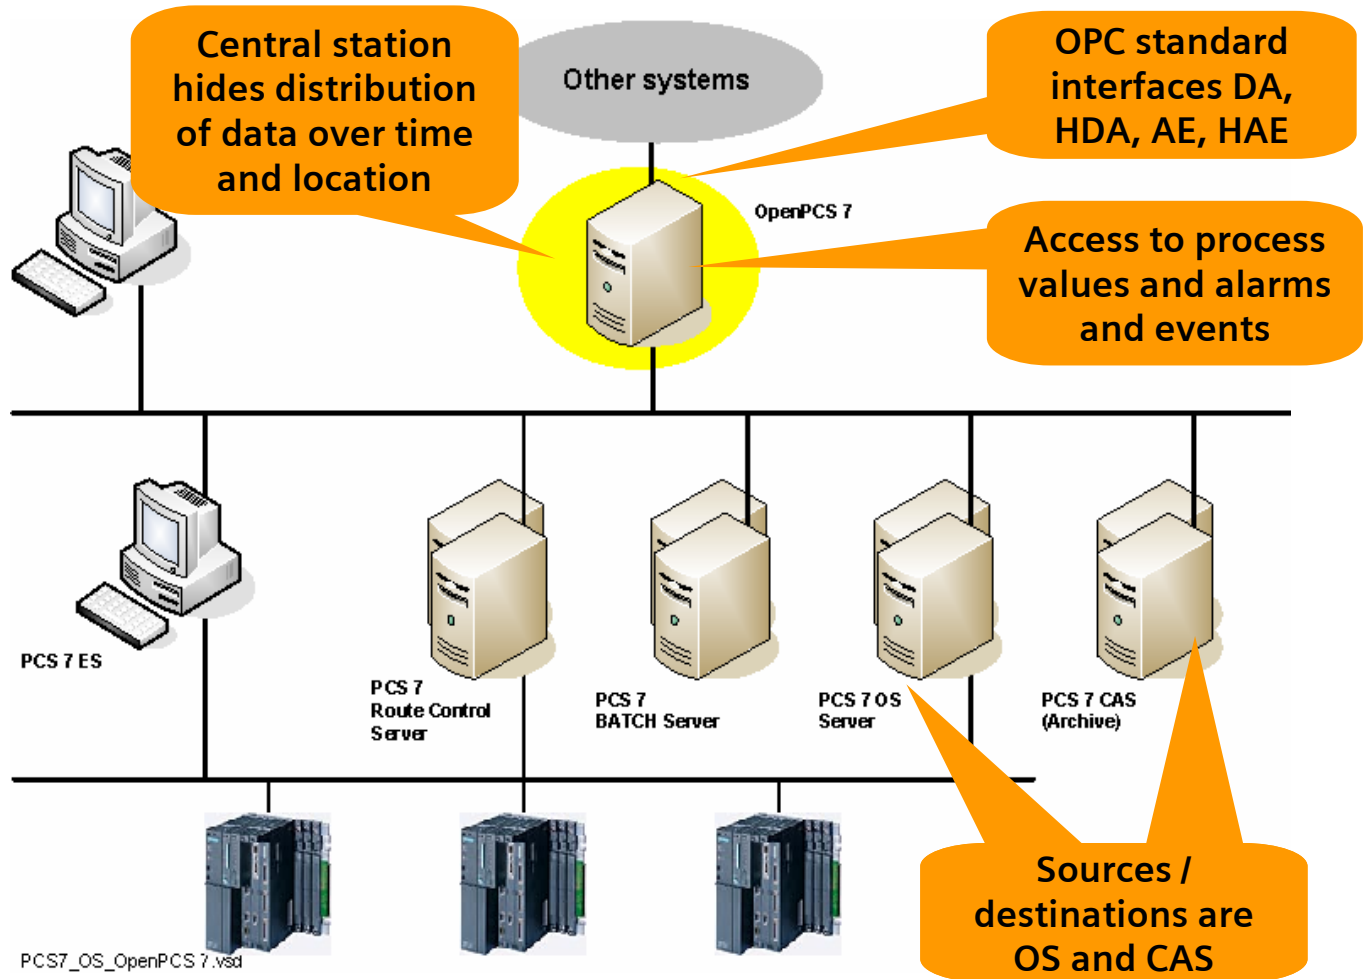 Central station
hides distribution
of data over time
and location
Other systems
OPC standard
interfaces DA,
HDA, AE, HAE
OpenPCS 7
Access to process
values and alarms
and events
PCS 7 ES
PCS 7
Route Control
Server
PCS 7
BATCH Server
PCS 7 OS
Server
PCS 7 CAS
(Archive)
Sources /
destinations are
OS and CAS
PCS7_OS_OpenPCS 7.vsd